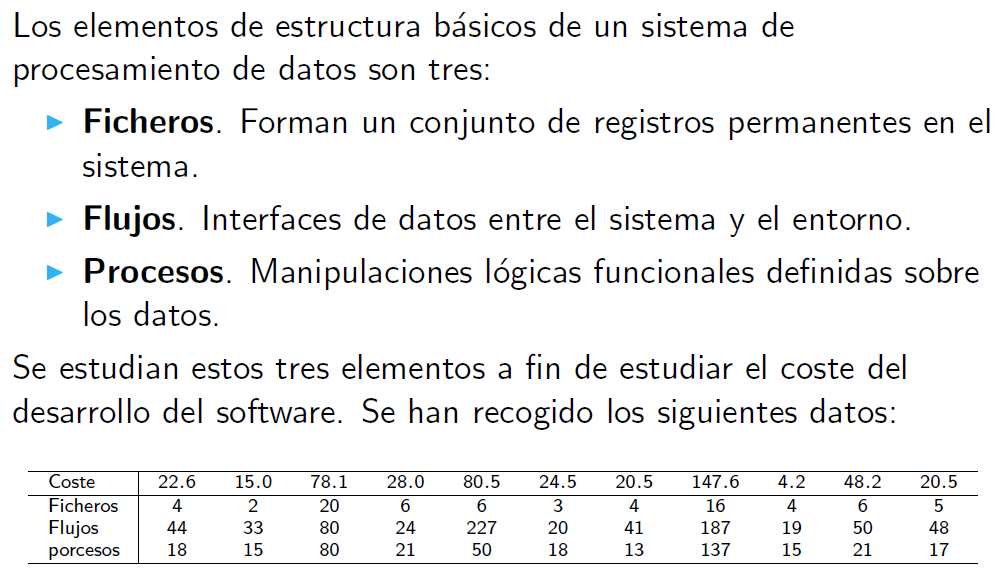 Los elementos de estructura básicos de un sistema de
procesamiento de datos son tres:
Ficheros. Forman un conjunto de registros permanentes en el
sistema.
Flujos. Interfaces de datos entre el sistema y el entorno.
Procesos. Manipulaciones lógicas funcionales definidas sobre
los datos.
Se estudian estos tres elementos a fin de estudiar el coste del
desarrollo del software. Se han recogido los siguientes datos:
Coste 22.6 15.0 78.1 28.0 80.5 24.5 20.5 147.6 4.2 48.2 20.5
Ficheros 4 2 20 6 6 3 4 16 4 6 5
Flujos 44 33 80 24 227 20 41 187 19 50 48
porcesos 18 15 80 21 50 18 13 137 15 21 17